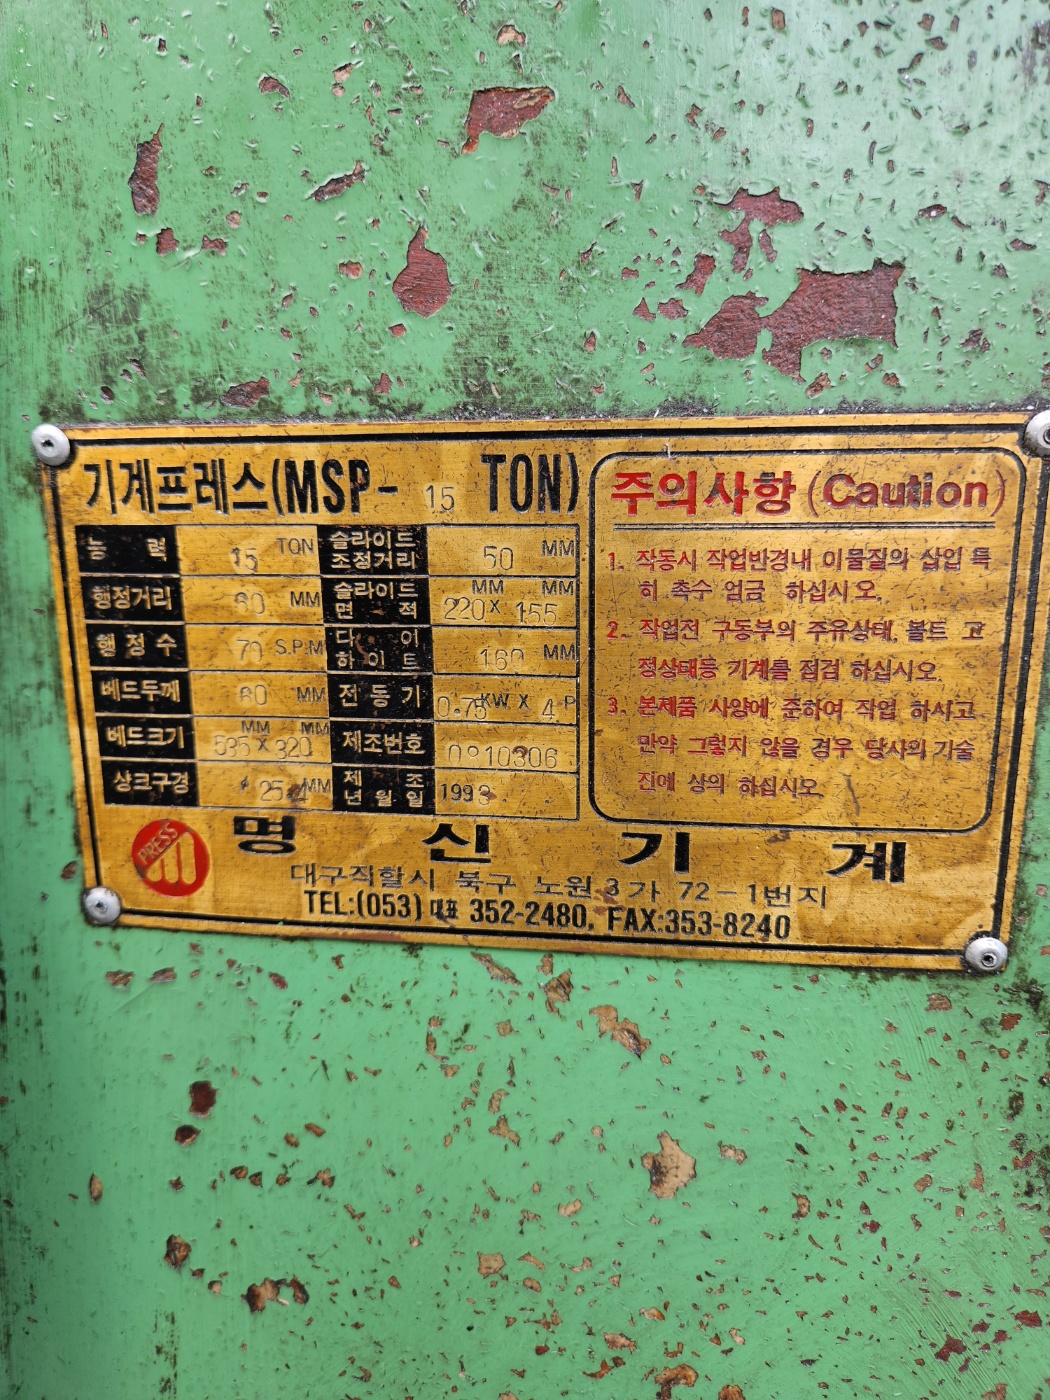 기계프레스(MSP- 15 TON)
능 력 15 TON 슬라이드 조정거리 50 MM
행정거리 60 MM 슬라이드 면 적 MM MM 220 X 155
행 정 수 70 S.P.M 다 이 하 이 트 160 MM
베드두께 60 MM 전 동 기 0.75 KW X 4 P
베드크기 MM MM 535 X 320 MM 제조번호 0810306
샹크구경 25.4 MM 제 조 년 월 일 1998
주의사항 (Caution)
1. 작동시 작업반경내 이물질의 삽입 특
히 촉수 엄금 하십시오.
2. 작업전 구동부의 주유상태, 볼트 고
정상태등 기계를 점검 하십시오.
3. 본제품 사양에 준하여 작업 하사고
만약 그렇지 않을 경우 당사의 기술
진에 상의 하십시오.
PRESS
명 신 기 계
대구직할시 북구 노원 3 가 72-1번지
TEL:(053) 대표 352-2480, FAX:353-8240